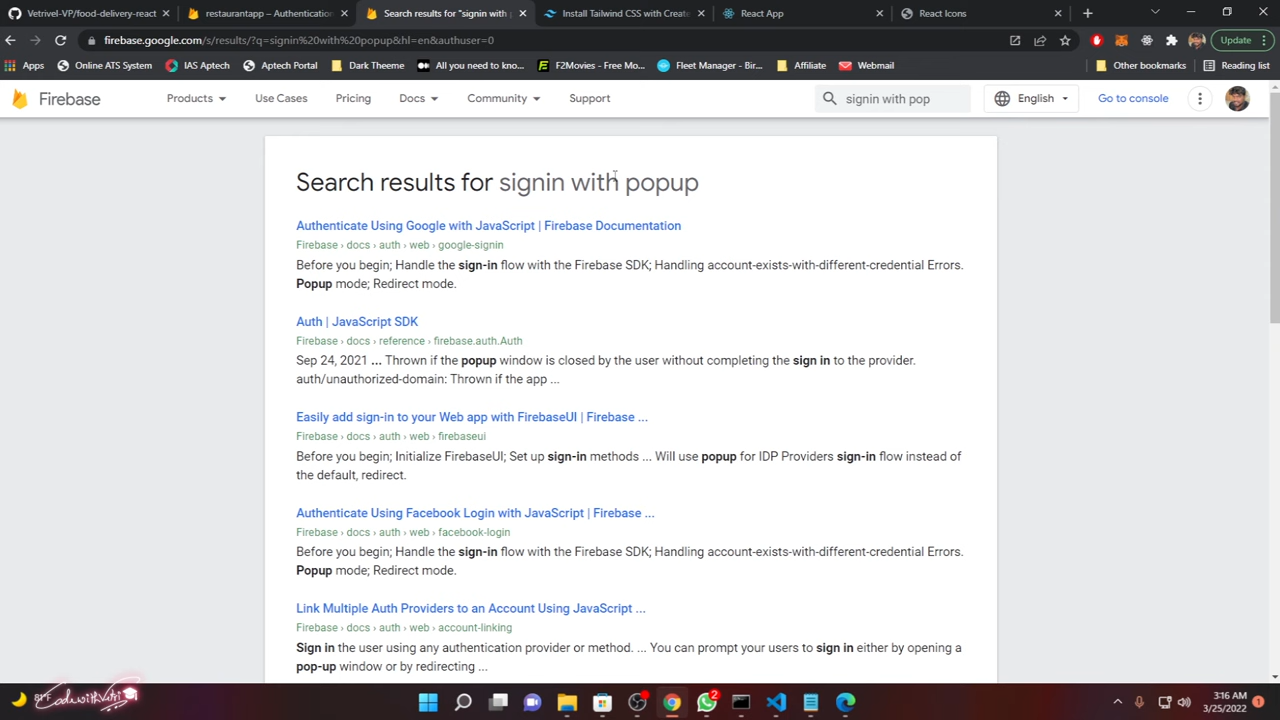 Vetrivel-VP/food-delivery-react
restaurantapp – Authentication
Search results for "signin with p
Install Tailwind CSS with Create
React App
React Icons
firebase.google.com/s/results/?q=signin%20with%20popup&hl=en&authuser=0
Update
Apps
Online ATS System
IAS Aptech
Aptech Portal
Dark Theeme
All you need to know...
F2Movies - Free Mo...
Fleet Manager - Bir...
Affiliate
Webmail
Other bookmarks
Reading list
Firebase
Products
Use Cases
Pricing
Docs
Community
Support
signin with pop
English
Go to console
Search results for signin with popup
Authenticate Using Google with JavaScript | Firebase Documentation
Firebase › docs › auth › web › google-signin
Before you begin; Handle the sign-in flow with the Firebase SDK; Handling account-exists-with-different-credential Errors.
Popup mode; Redirect mode.
Auth | JavaScript SDK
Firebase › docs › reference › firebase.auth.Auth
Sep 24, 2021 ... Thrown if the popup window is closed by the user without completing the sign in to the provider.
auth/unauthorized-domain: Thrown if the app ...
Easily add sign-in to your Web app with FirebaseUI | Firebase ...
Firebase › docs › auth › web › firebaseui
Before you begin; Initialize FirebaseUI; Set up sign-in methods ... Will use popup for IDP Providers sign-in flow instead of
the default, redirect.
Authenticate Using Facebook Login with JavaScript | Firebase ...
Firebase › docs › auth › web › facebook-login
Before you begin; Handle the sign-in flow with the Firebase SDK; Handling account-exists-with-different-credential Errors.
Popup mode; Redirect mode.
Link Multiple Auth Providers to an Account Using JavaScript ...
Firebase › docs › auth › web › account-linking
Sign in the user using any authentication provider or method. ... You can prompt your users to sign in either by opening a
pop-up window or by redirecting ...
2
3:16 AM
3/25/2022
1